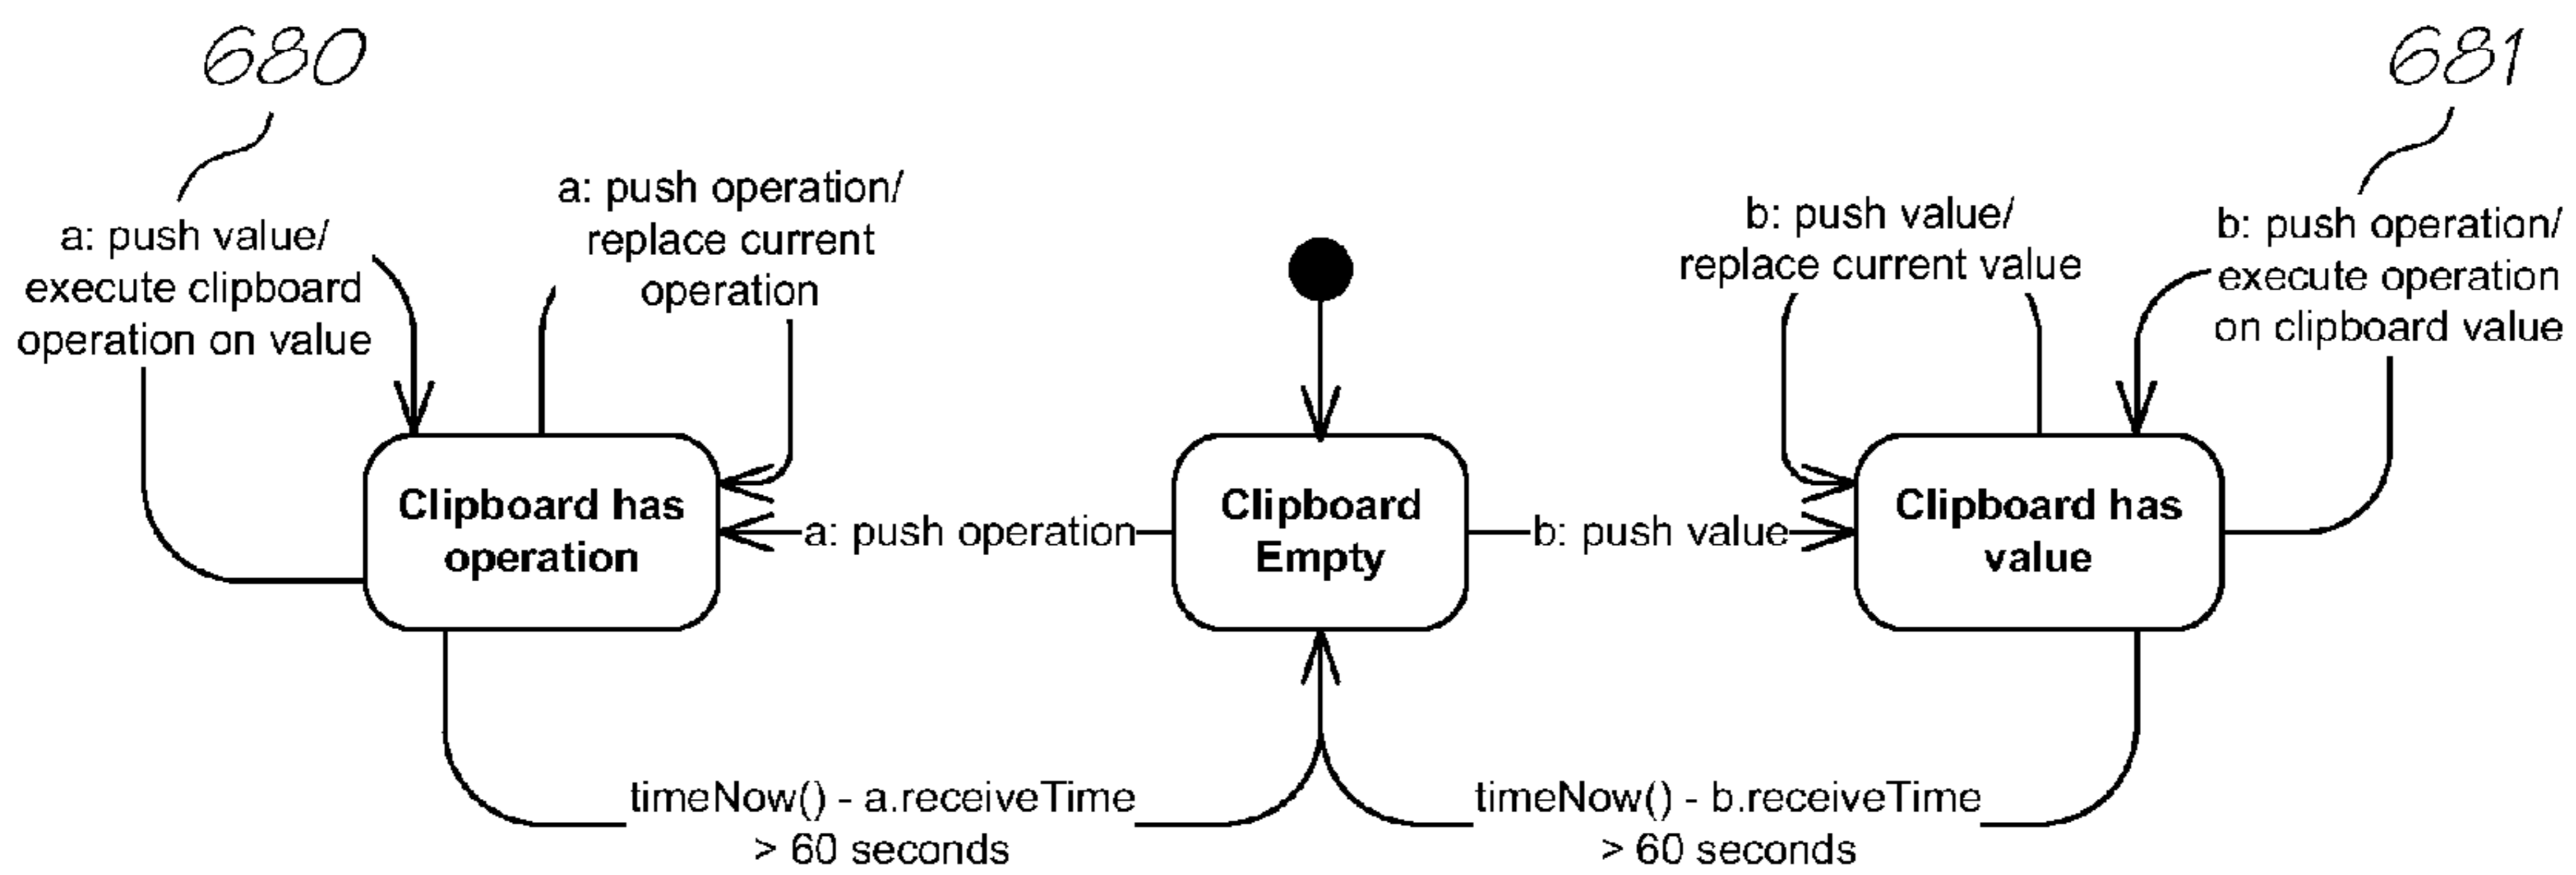 680
681
a: push value/
execute clipboard
operation on value
a: push operation/
replace current
operation
b: push value/
replace current value
b: push operation/
execute operation
on clipboard value
Clipboard has
operation
a: push operation
Clipboard
Empty
b: push value
Clipboard has
value
timeNow() - a.receiveTime
> 60 seconds
timeNow() - b.receiveTime
> 60 seconds